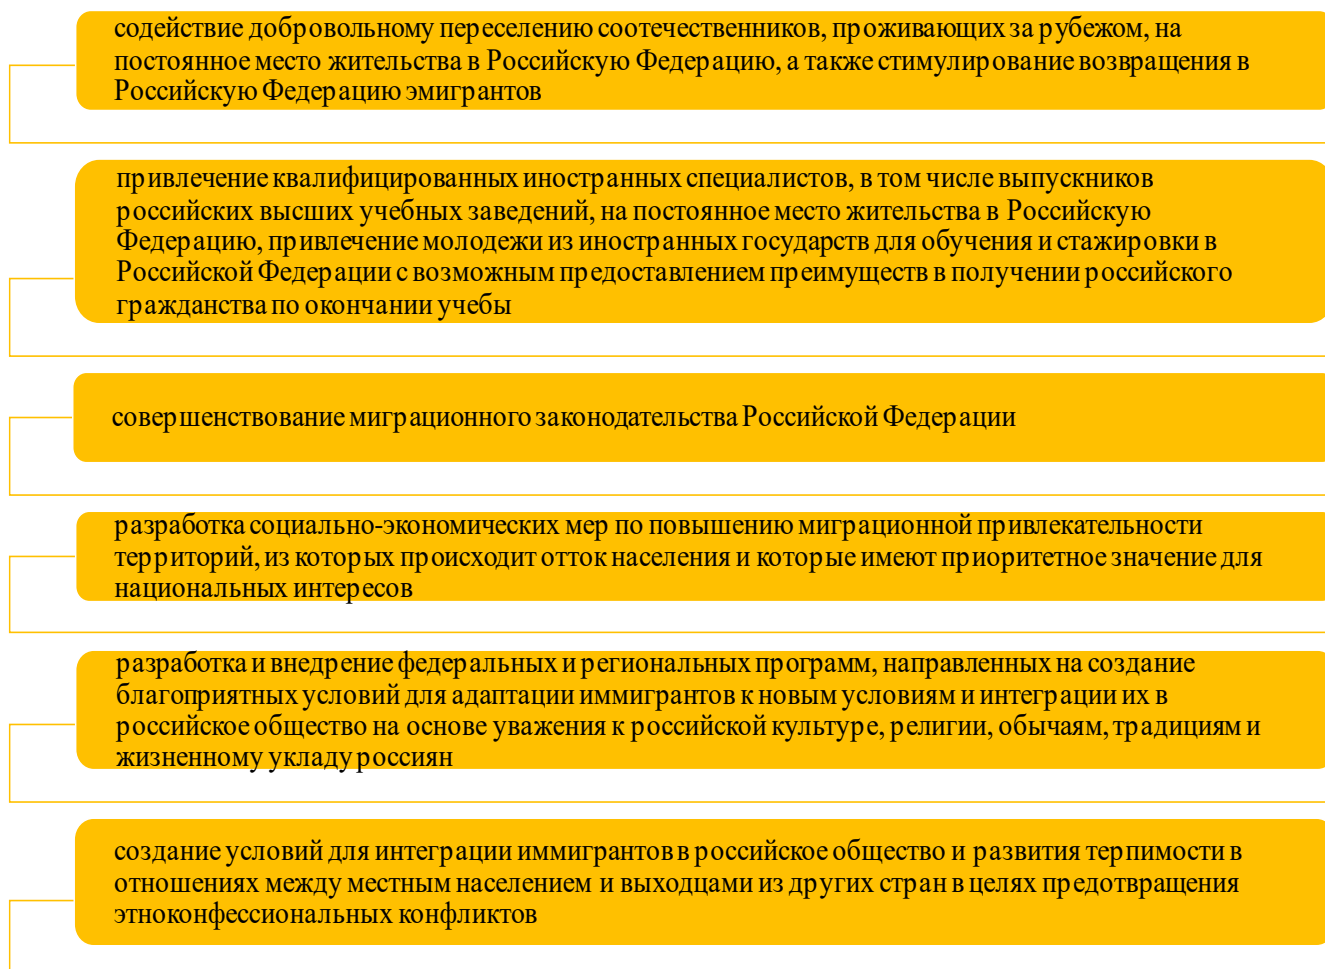 содействие добровольному переселению соотечественников, проживающих за рубежом, на
постоянное место жительства в Российскую Федерацию, а также стимулирование возвращения в
Российскую Федерацию эмигрантов
привлечение квалифицированных иностранных специалистов, в том числе выпускников
российских высших учебных заведений, на постоянное место жительства в Российскую
Федерацию, привлечение молодежи из иностранных государств для обучения и стажировки в
Российской Федерации с возможным предоставлением преимуществ в получении российского
гражданства по окончании учебы
совершенствование миграционного законодательства Российской Федерации
разработка социально-экономических мер по повышению миграционной привлекательности
территорий, из которых происходит отток населения и которые имеют приоритетное значение для
национальных интересов
разработка и внедрение федеральных и региональных программ, направленных на создание
благоприятных условий для адаптации иммигрантов к новым условиям и интеграции их в
российское общество на основе уважения к российской культуре, религии, обычаям, традициям и
жизненному укладу россиян
создание условий для интеграции иммигрантов в российское общество и развития терпимости в
отношениях между местным населением и выходцами из других стран в целях предотвращения
этноконфессиональных конфликтов